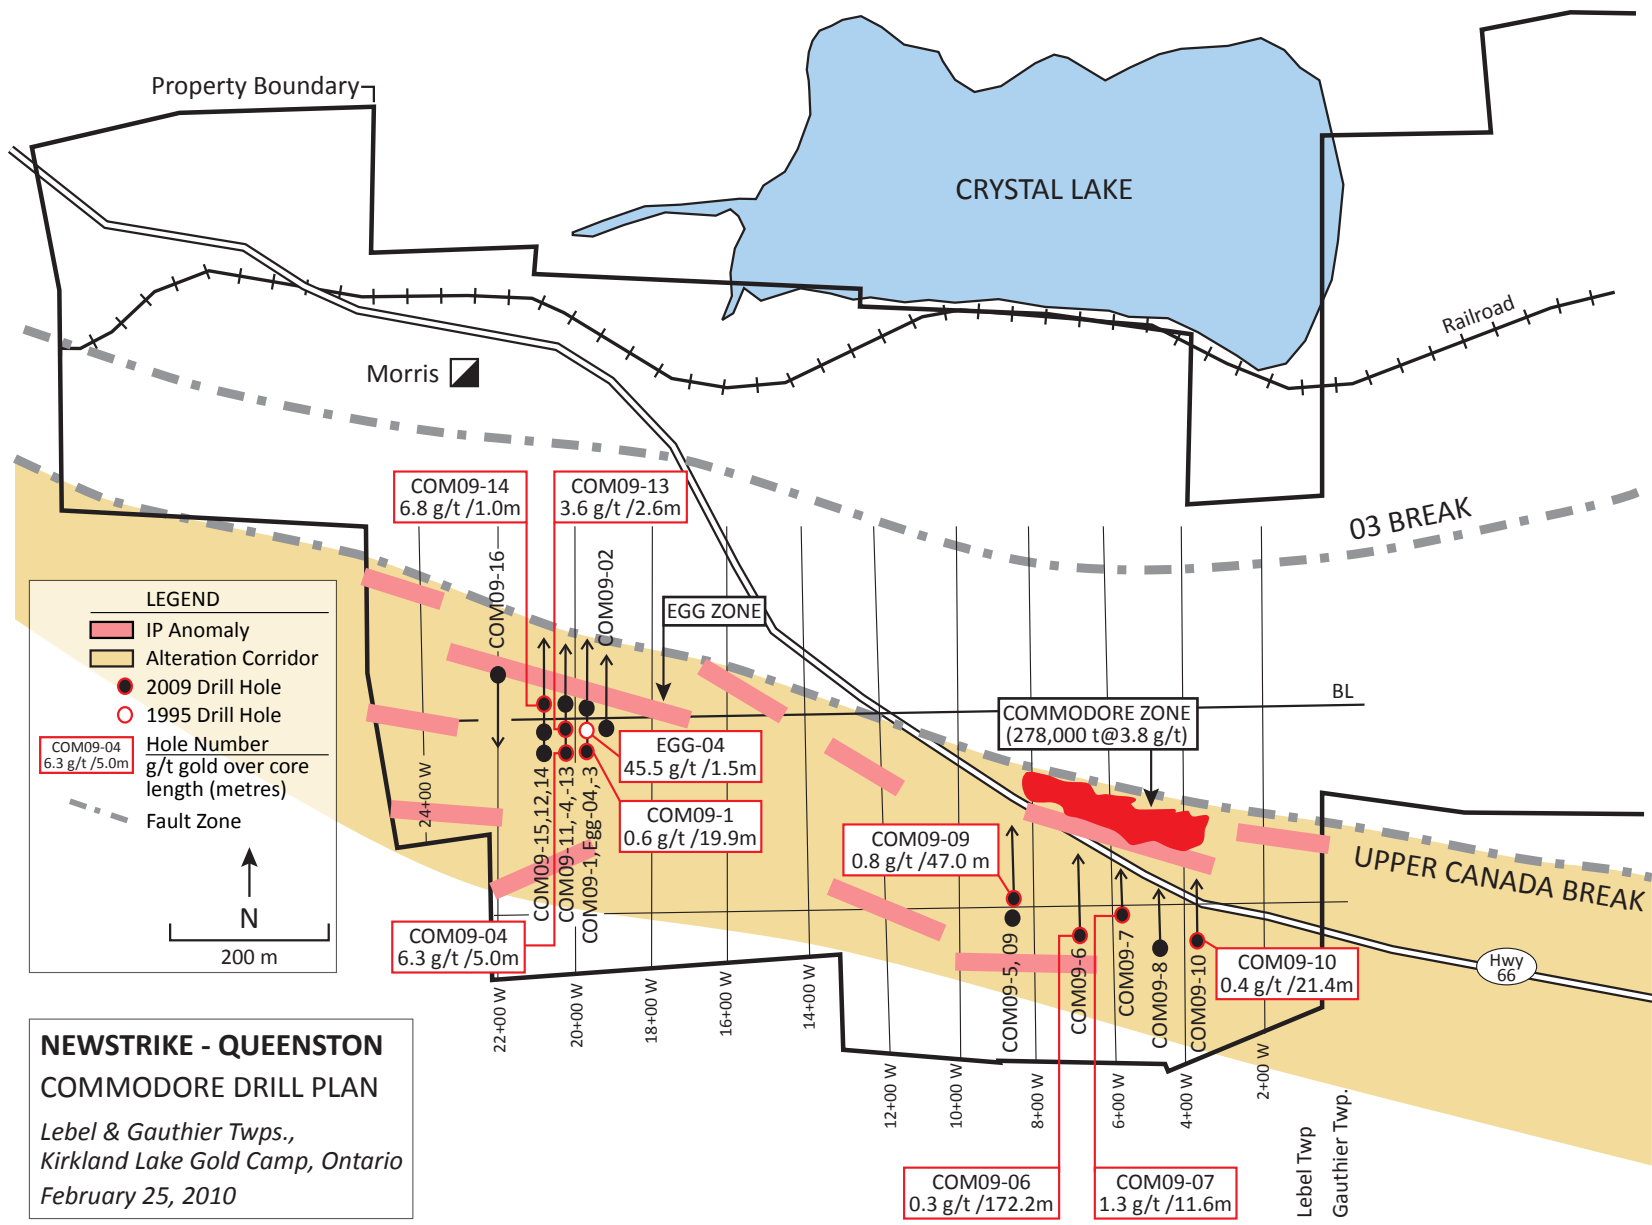 Property Boundary
CRYSTAL LAKE
Railroad
Morris
03 BREAK
COM09-14
6.8 g/t /1.0m
COM09-13
3.6 g/t /2.6m
COM09-16
COM09-02
EGG ZONE
BL
COMMODORE ZONE
(278,000 t@3.8 g/t)
EGG-04
45.5 g/t /1.5m
COM09-1
0.6 g/t /19.9m
COM09-09
0.8 g/t /47.0 m
UPPER CANADA BREAK
COM09-04
6.3 g/t /5.0m
COM09-15,12,14
COM09-11,-4,-13
COM09-1,Egg-04,-3
COM09-5, 09
COM09-6
COM09-7
COM09-8
COM09-10
COM09-10
0.4 g/t /21.4m
Hwy
66
24+00 W
22+00 W
20+00 W
18+00 W
16+00 W
14+00 W
12+00 W
10+00 W
8+00 W
6+00 W
4+00 W
2+00 W
COM09-06
0.3 g/t /172.2m
COM09-07
1.3 g/t /11.6m
Lebel Twp
Gauthier Twp.
LEGEND
IP Anomaly
Alteration Corridor
2009 Drill Hole
1995 Drill Hole
COM09-04
6.3 g/t /5.0m
Hole Number
g/t gold over core
length (metres)
Fault Zone
N
200 m
NEWSTRIKE - QUEENSTON
COMMODORE DRILL PLAN
Lebel & Gauthier Twps.,
Kirkland Lake Gold Camp, Ontario
February 25, 2010